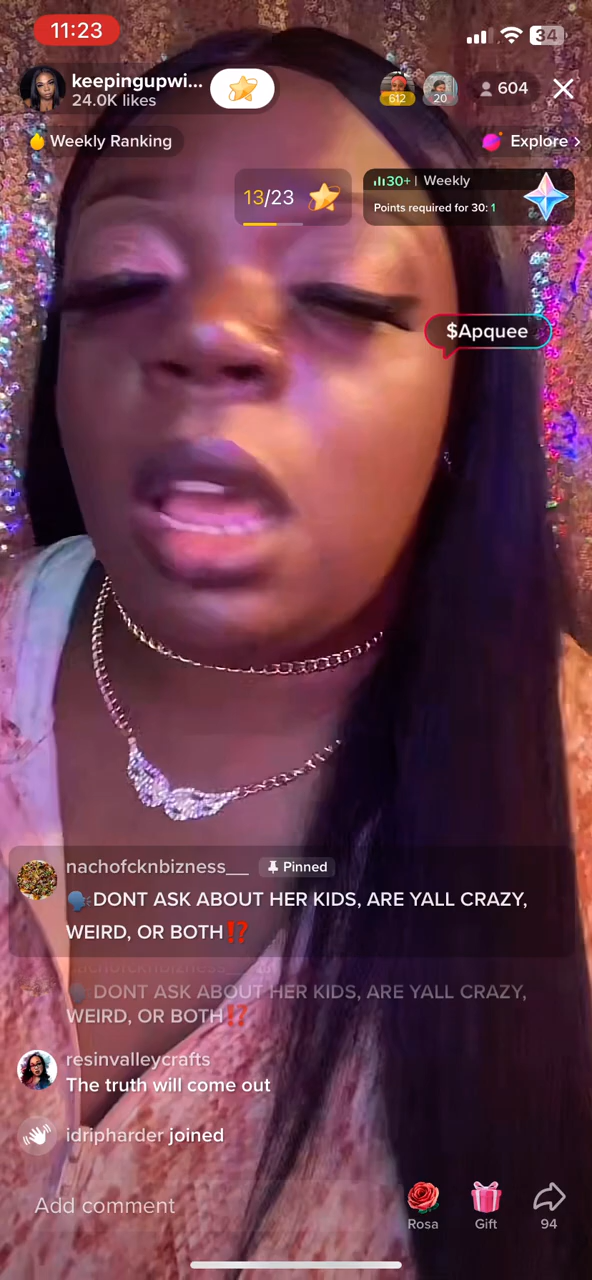 11:23
34
keepingupwi...
24.0K likes
612
20
604
Weekly Ranking
Explore
13/23
30+ | Weekly
Points required for 30: 1
$Apquee
nachofcknbizness__
Pinned
🗣️DONT ASK ABOUT HER KIDS, ARE YALL CRAZY,
WEIRD, OR BOTH⁉️
nachofcknbizness__
🗣️DONT ASK ABOUT HER KIDS, ARE YALL CRAZY,
WEIRD, OR BOTH⁉️
resinvalleycrafts
The truth will come out
idripharder joined
Add comment
Rosa
Gift
94